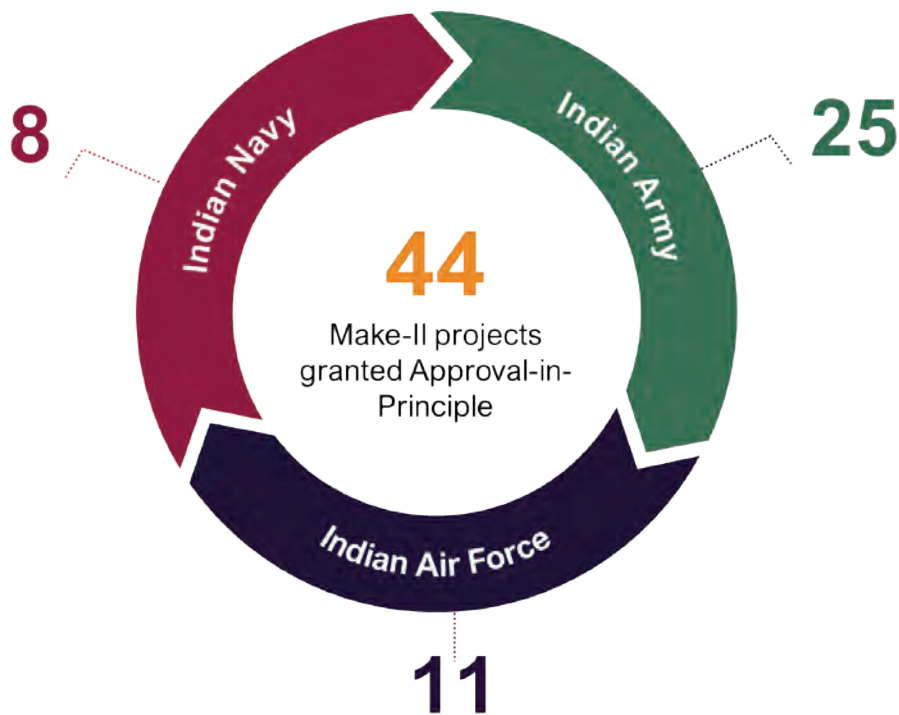 8
Indian Navy
Indian Army
25
44
Make-II projects
granted Approval-in-
Principle
Indian Air Force
11